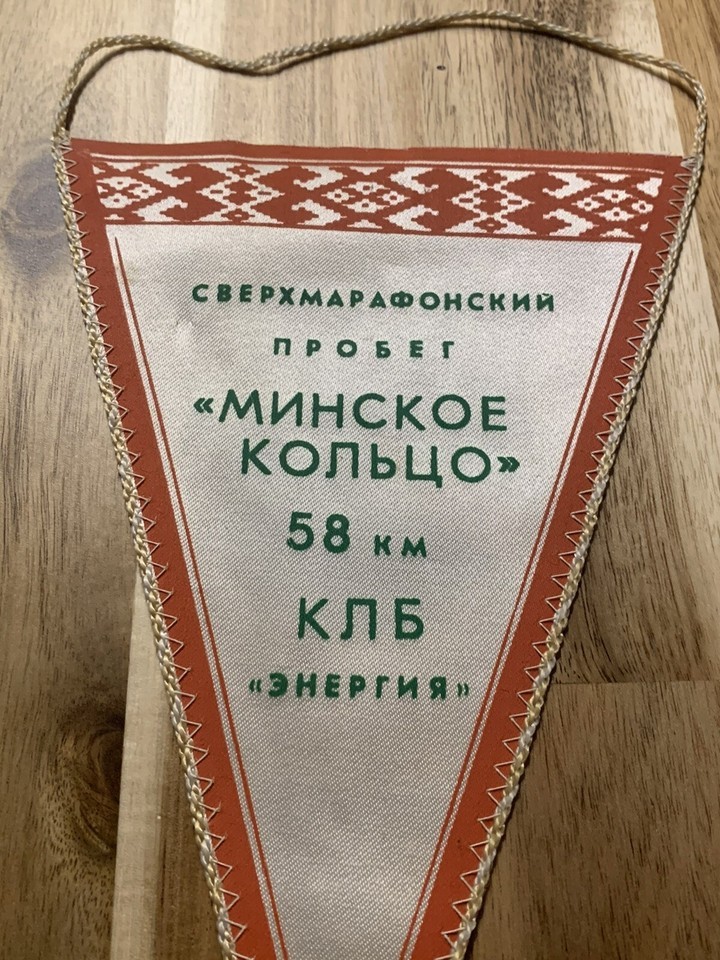 СВЕРХМАРАФОНСКИЙ
ПРОБЕГ
«МИНСКОЕ
КОЛЬЦО»
58 км
КЛБ
«ЭНЕРГИЯ»